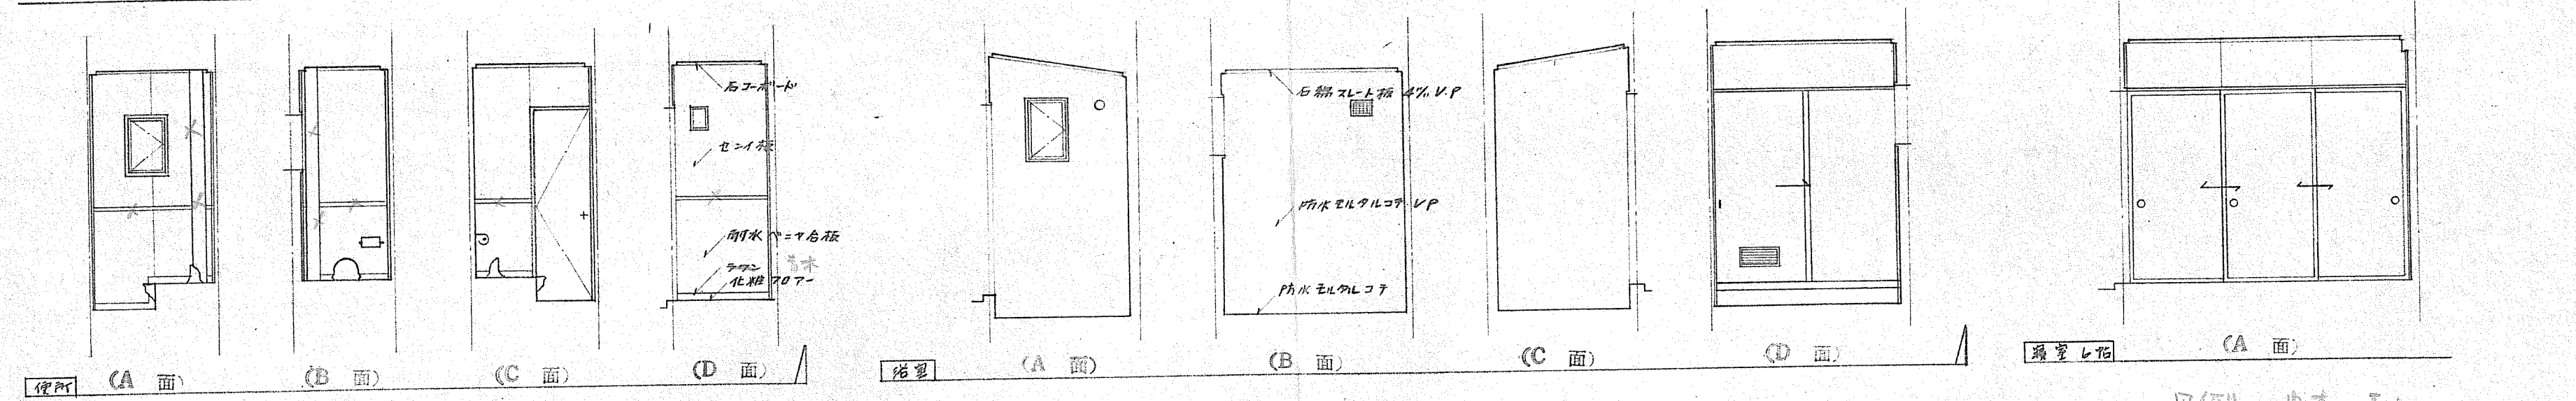 石コーボード
センイ板
耐水ベニヤ合板
ラワン
化粧フロアー
便所 (A 面) (B 面) (C 面) (D 面)
石綿スレート板 4% V.P
防水モルタルコテ VP
防水モルタルコテ
浴室 (A 面) (B 面) (C 面) (D 面)
寝室 6帖 (A 面)